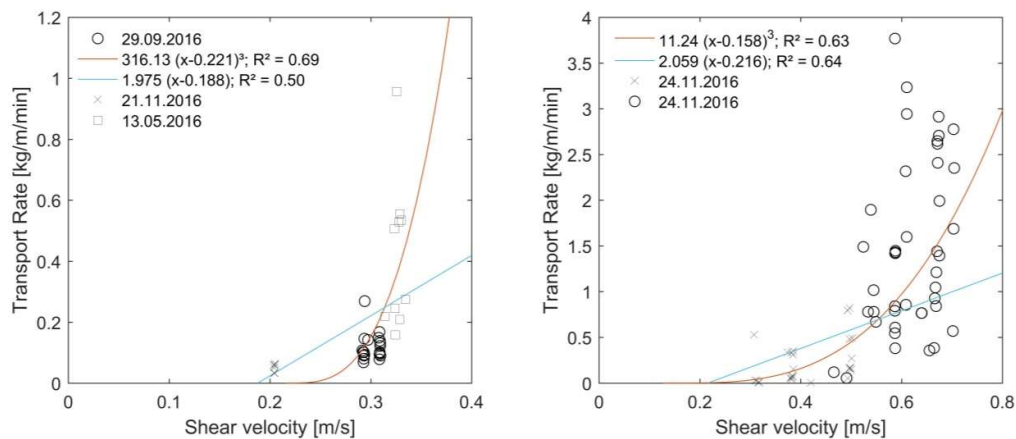 1.2
1
0.8
0.6
0.4
0.2
0
Transport Rate [kg/m/min]
29.09.2016
316.13 (x-0.221)³; R² = 0.69
1.975 (x-0.188); R² = 0.50
21.11.2016
13.05.2016
0 0.1 0.2 0.3 0.4
Shear velocity [m/s]
4
3.5
3
2.5
2
1.5
1
0.5
0
Transport Rate [kg/m/min]
11.24 (x-0.158)³; R² = 0.63
2.059 (x-0.216); R² = 0.64
24.11.2016
24.11.2016
0 0.2 0.4 0.6 0.8
Shear velocity [m/s]